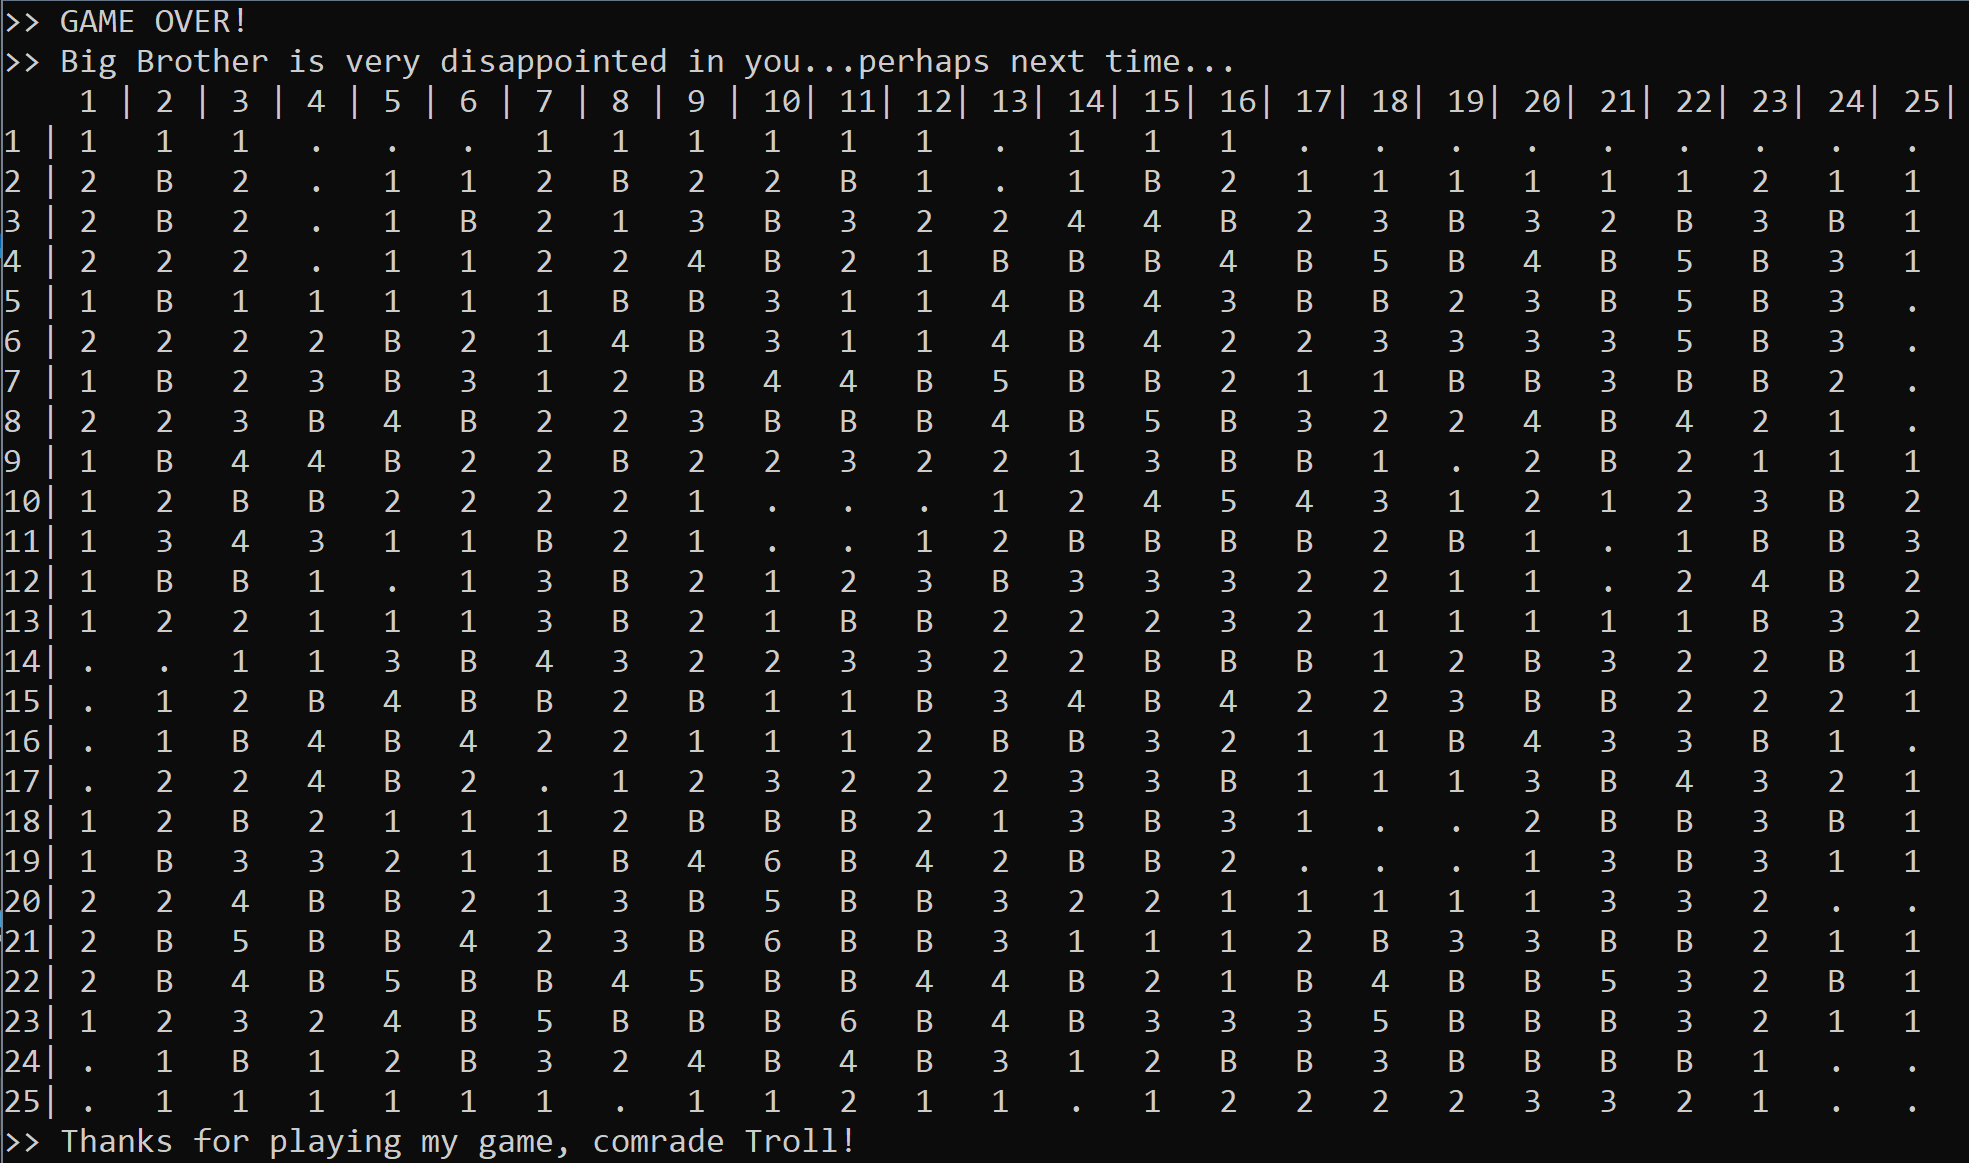 >> GAME OVER!
>> Big Brother is very disappointed in you...perhaps next time...
    1 | 2 | 3 | 4 | 5 | 6 | 7 | 8 | 9 | 10| 11| 12| 13| 14| 15| 16| 17| 18| 19| 20| 21| 22| 23| 24| 25|
1 | 1 1 1 . . . 1 1 1 1 1 1 . 1 1 1 . . . . . . . . .
2 | 2 B 2 . 1 1 2 B 2 2 B 1 . 1 B 2 1 1 1 1 1 1 2 1 1
3 | 2 B 2 . 1 B 2 1 3 B 3 2 2 4 4 B 2 3 B 3 2 B 3 B 1
4 | 2 2 2 . 1 1 2 2 4 B 2 1 B B B 4 B 5 B 4 B 5 B 3 1
5 | 1 B 1 1 1 1 1 B B 3 1 1 4 B 4 3 B B 2 3 B 5 B 3 .
6 | 2 2 2 2 B 2 1 4 B 3 1 1 4 B 4 2 2 3 3 3 3 5 B 3 .
7 | 1 B 2 3 B 3 1 2 B 4 4 B 5 B B 2 1 1 B B 3 B B 2 .
8 | 2 2 3 B 4 B 2 2 3 B B B 4 B 5 B 3 2 2 4 B 4 2 1 .
9 | 1 B 4 4 B 2 2 B 2 2 3 2 2 1 3 B B 1 . 2 B 2 1 1 1
10| 1 2 B B 2 2 2 2 1 . . . 1 2 4 5 4 3 1 2 1 2 3 B 2
11| 1 3 4 3 1 1 B 2 1 . . 1 2 B B B B 2 B 1 . 1 B B 3
12| 1 B B 1 . 1 3 B 2 1 2 3 B 3 3 3 2 2 1 1 . 2 4 B 2
13| 1 2 2 1 1 1 3 B 2 1 B B 2 2 2 3 2 1 1 1 1 1 B 3 2
14| . . 1 1 3 B 4 3 2 2 3 3 2 2 B B B 1 2 B 3 2 2 B 1
15| . 1 2 B 4 B B 2 B 1 1 B 3 4 B 4 2 2 3 B B 2 2 2 1
16| . 1 B 4 B 4 2 2 1 1 1 2 B B 3 2 1 1 B 4 3 3 B 1 .
17| . 2 2 4 B 2 . 1 2 3 2 2 2 3 3 B 1 1 1 3 B 4 3 2 1
18| 1 2 B 2 1 1 1 2 B B B 2 1 3 B 3 1 . . 2 B B 3 B 1
19| 1 B 3 3 2 1 1 B 4 6 B 4 2 B B 2 . . . 1 3 B 3 1 1
20| 2 2 4 B B 2 1 3 B 5 B B 3 2 2 1 1 1 1 1 3 3 2 . .
21| 2 B 5 B B 4 2 3 B 6 B B 3 1 1 1 2 B 3 3 B B 2 1 1
22| 2 B 4 B 5 B B 4 5 B B 4 4 B 2 1 B 4 B B 5 3 2 B 1
23| 1 2 3 2 4 B 5 B B B 6 B 4 B 3 3 3 5 B B B 3 2 1 1
24| . 1 B 1 2 B 3 2 4 B 4 B 3 1 2 B B 3 B B B B 1 . .
25| . 1 1 1 1 1 1 . 1 1 2 1 1 . 1 2 2 2 2 3 3 2 1 . .
>> Thanks for playing my game, comrade Troll!